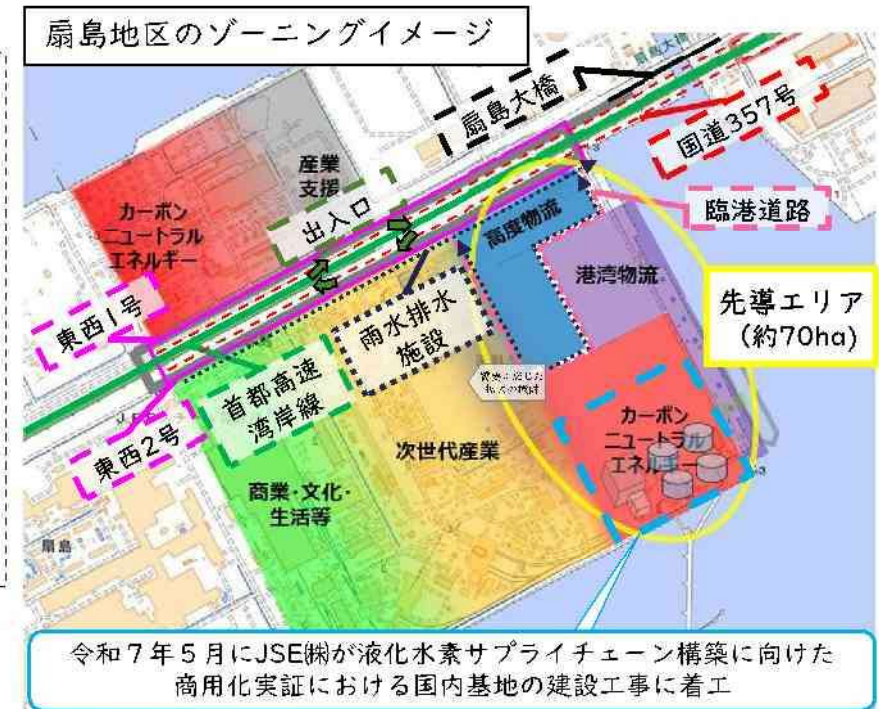 扇島地区のゾーニングイメージ
扇島大橋
国道357号
産業
支援
出入口
カーボン
ニュートラル
エネルギー
高度物流
臨港道路
港湾物流
先導エリア
(約70ha)
東西1号
雨水排水
施設
首都高速
湾岸線
東西2号
カーボン
ニュートラル
エネルギー
次世代産業
商業・文化・
生活等
扇島
令和7年5月にJSE㈱が液化水素サプライチェーン構築に向けた
商用化実証における国内基地の建設工事に着工